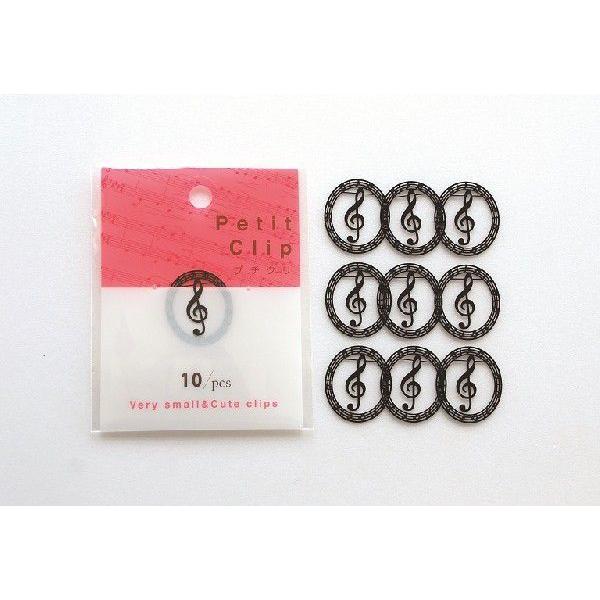 Petit
Clip
プチクリ
10/pcs
Very small&Cute clips